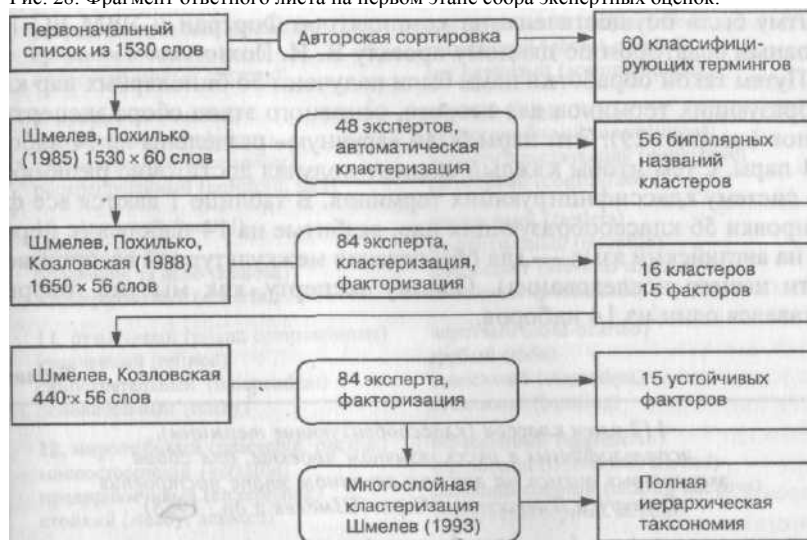 Рис. 28. Фрагмент ответного листа на первом этапе сбора экспертных оценок.
Первоначальный
список из 1530 слов
Авторская сортировка
60 классифици-
рующих термингов
Шмелев, Похилько
(1985) 1530 × 60 слов
48 экспертов,
автоматическая
кластеризация
56 биполярных
названий
кластеров
Шмелев, Похилько,
Козловская (1988)
1650 × 56 слов
84 эксперта,
кластеризация,
факторизация
16 кластеров
15 факторов
Шмелев, Козловская
440 × 56 слов
84 эксперта,
факторизация
15 устойчивых
факторов
Многослойная
кластеризация
Шмелев (1993)
Полная
иерархическая
таксономия